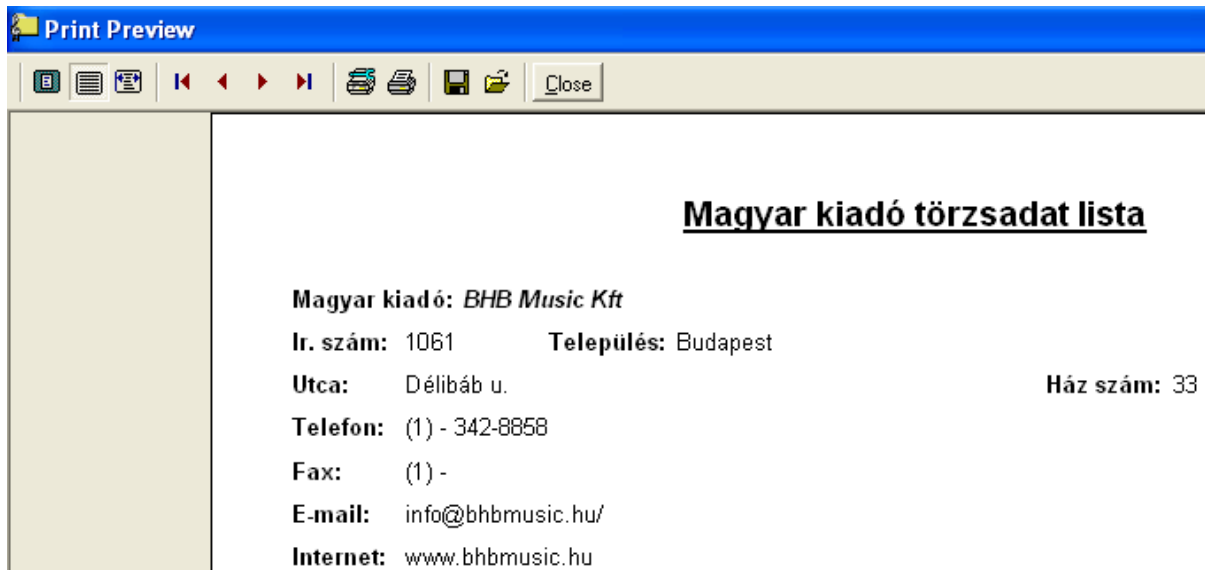 Print Preview
Close
Magyar kiadó törzsadat lista
Magyar kiadó: BHB Music Kft
Ir. szám: 1061 Település: Budapest
Utca: Délibáb u. Ház szám: 33
Telefon: (1) - 342-8858
Fax: (1) -
E-mail: info@bhbmusic.hu/
Internet: www.bhbmusic.hu